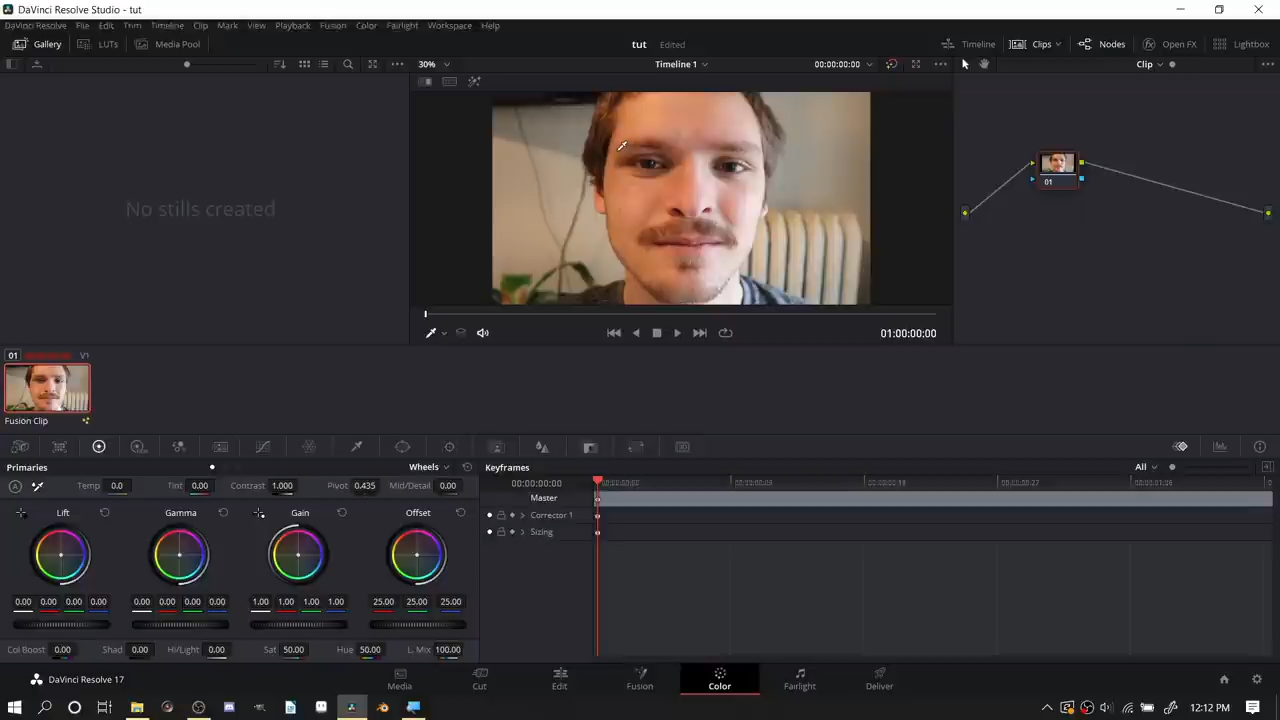 DaVinci Resolve Studio - tut
DaVinci Resolve File Edit Trim Timeline Clip Mark View Playback Fusion Color Fairlight Workspace Help
Gallery LUTs Media Pool tut Edited Timeline Clips Nodes Open FX Lightbox
30% Timeline 1 00:00:00:00 Clip
01
No stills created
01:00:00:00
01 V1
Fusion Clip
Primaries Wheels Keyframes All
Temp 0.0 Tint 0.00 Contrast 1.000 Pivot 0.435 Mid/Detail 0.00 00:00:00:00
Master
Lift Gamma Gain Offset Corrector 1
Sizing
0.00 0.00 0.00 0.00 0.00 0.00 0.00 0.00 1.00 1.00 1.00 1.00 25.00 25.00 25.00
Col Boost 0.00 Shad 0.00 Hi/Light 0.00 Sat 50.00 Hue 50.00 L. Mix 100.00
DaVinci Resolve 17 Media Cut Edit Fusion Color Fairlight Deliver
12:12 PM